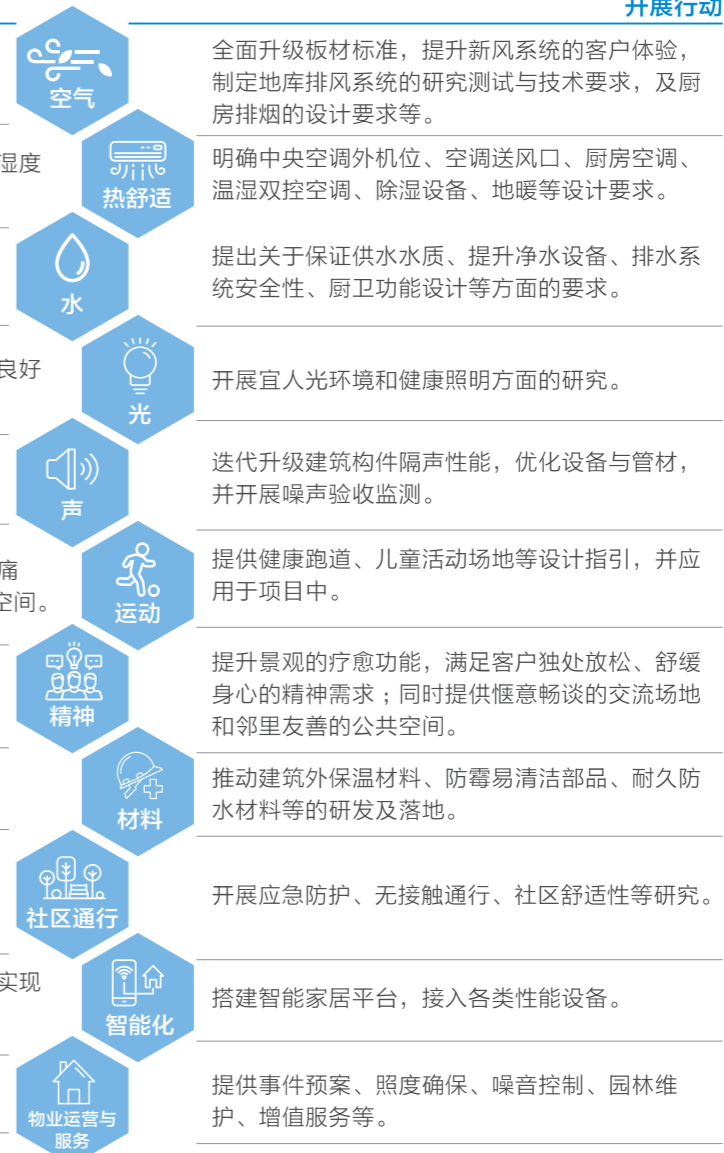 开展行动
空气
全面升级板材标准，提升新风系统的客户体验，
制定地库排风系统的研究测试与技术要求，及厨
房排烟的设计要求等。
湿度
热舒适
明确中央空调外机位、空调送风口、厨房空调、
温湿双控空调、除湿设备、地暖等设计要求。
水
提出关于保证供水水质、提升净水设备、排水系
统安全性、厨卫功能设计等方面的要求。
良好
光
开展宜人光环境和健康照明方面的研究。
声
迭代升级建筑构件隔声性能，优化设备与管材，
并开展噪声验收监测。
痛
空间。
运动
提供健康跑道、儿童活动场地等设计指引，并应
用于项目中。
精神
提升景观的疗愈功能，满足客户独处放松、舒缓
身心的精神需求；同时提供惬意畅谈的交流场地
和邻里友善的公共空间。
材料
推动建筑外保温材料、防霉易清洁部品、耐久防
水材料等的研发及落地。
社区通行
开展应急防护、无接触通行、社区舒适性等研究。
实现
智能化
搭建智能家居平台，接入各类性能设备。
物业运营与
服务
提供事件预案、照度确保、噪音控制、园林维
护、增值服务等。